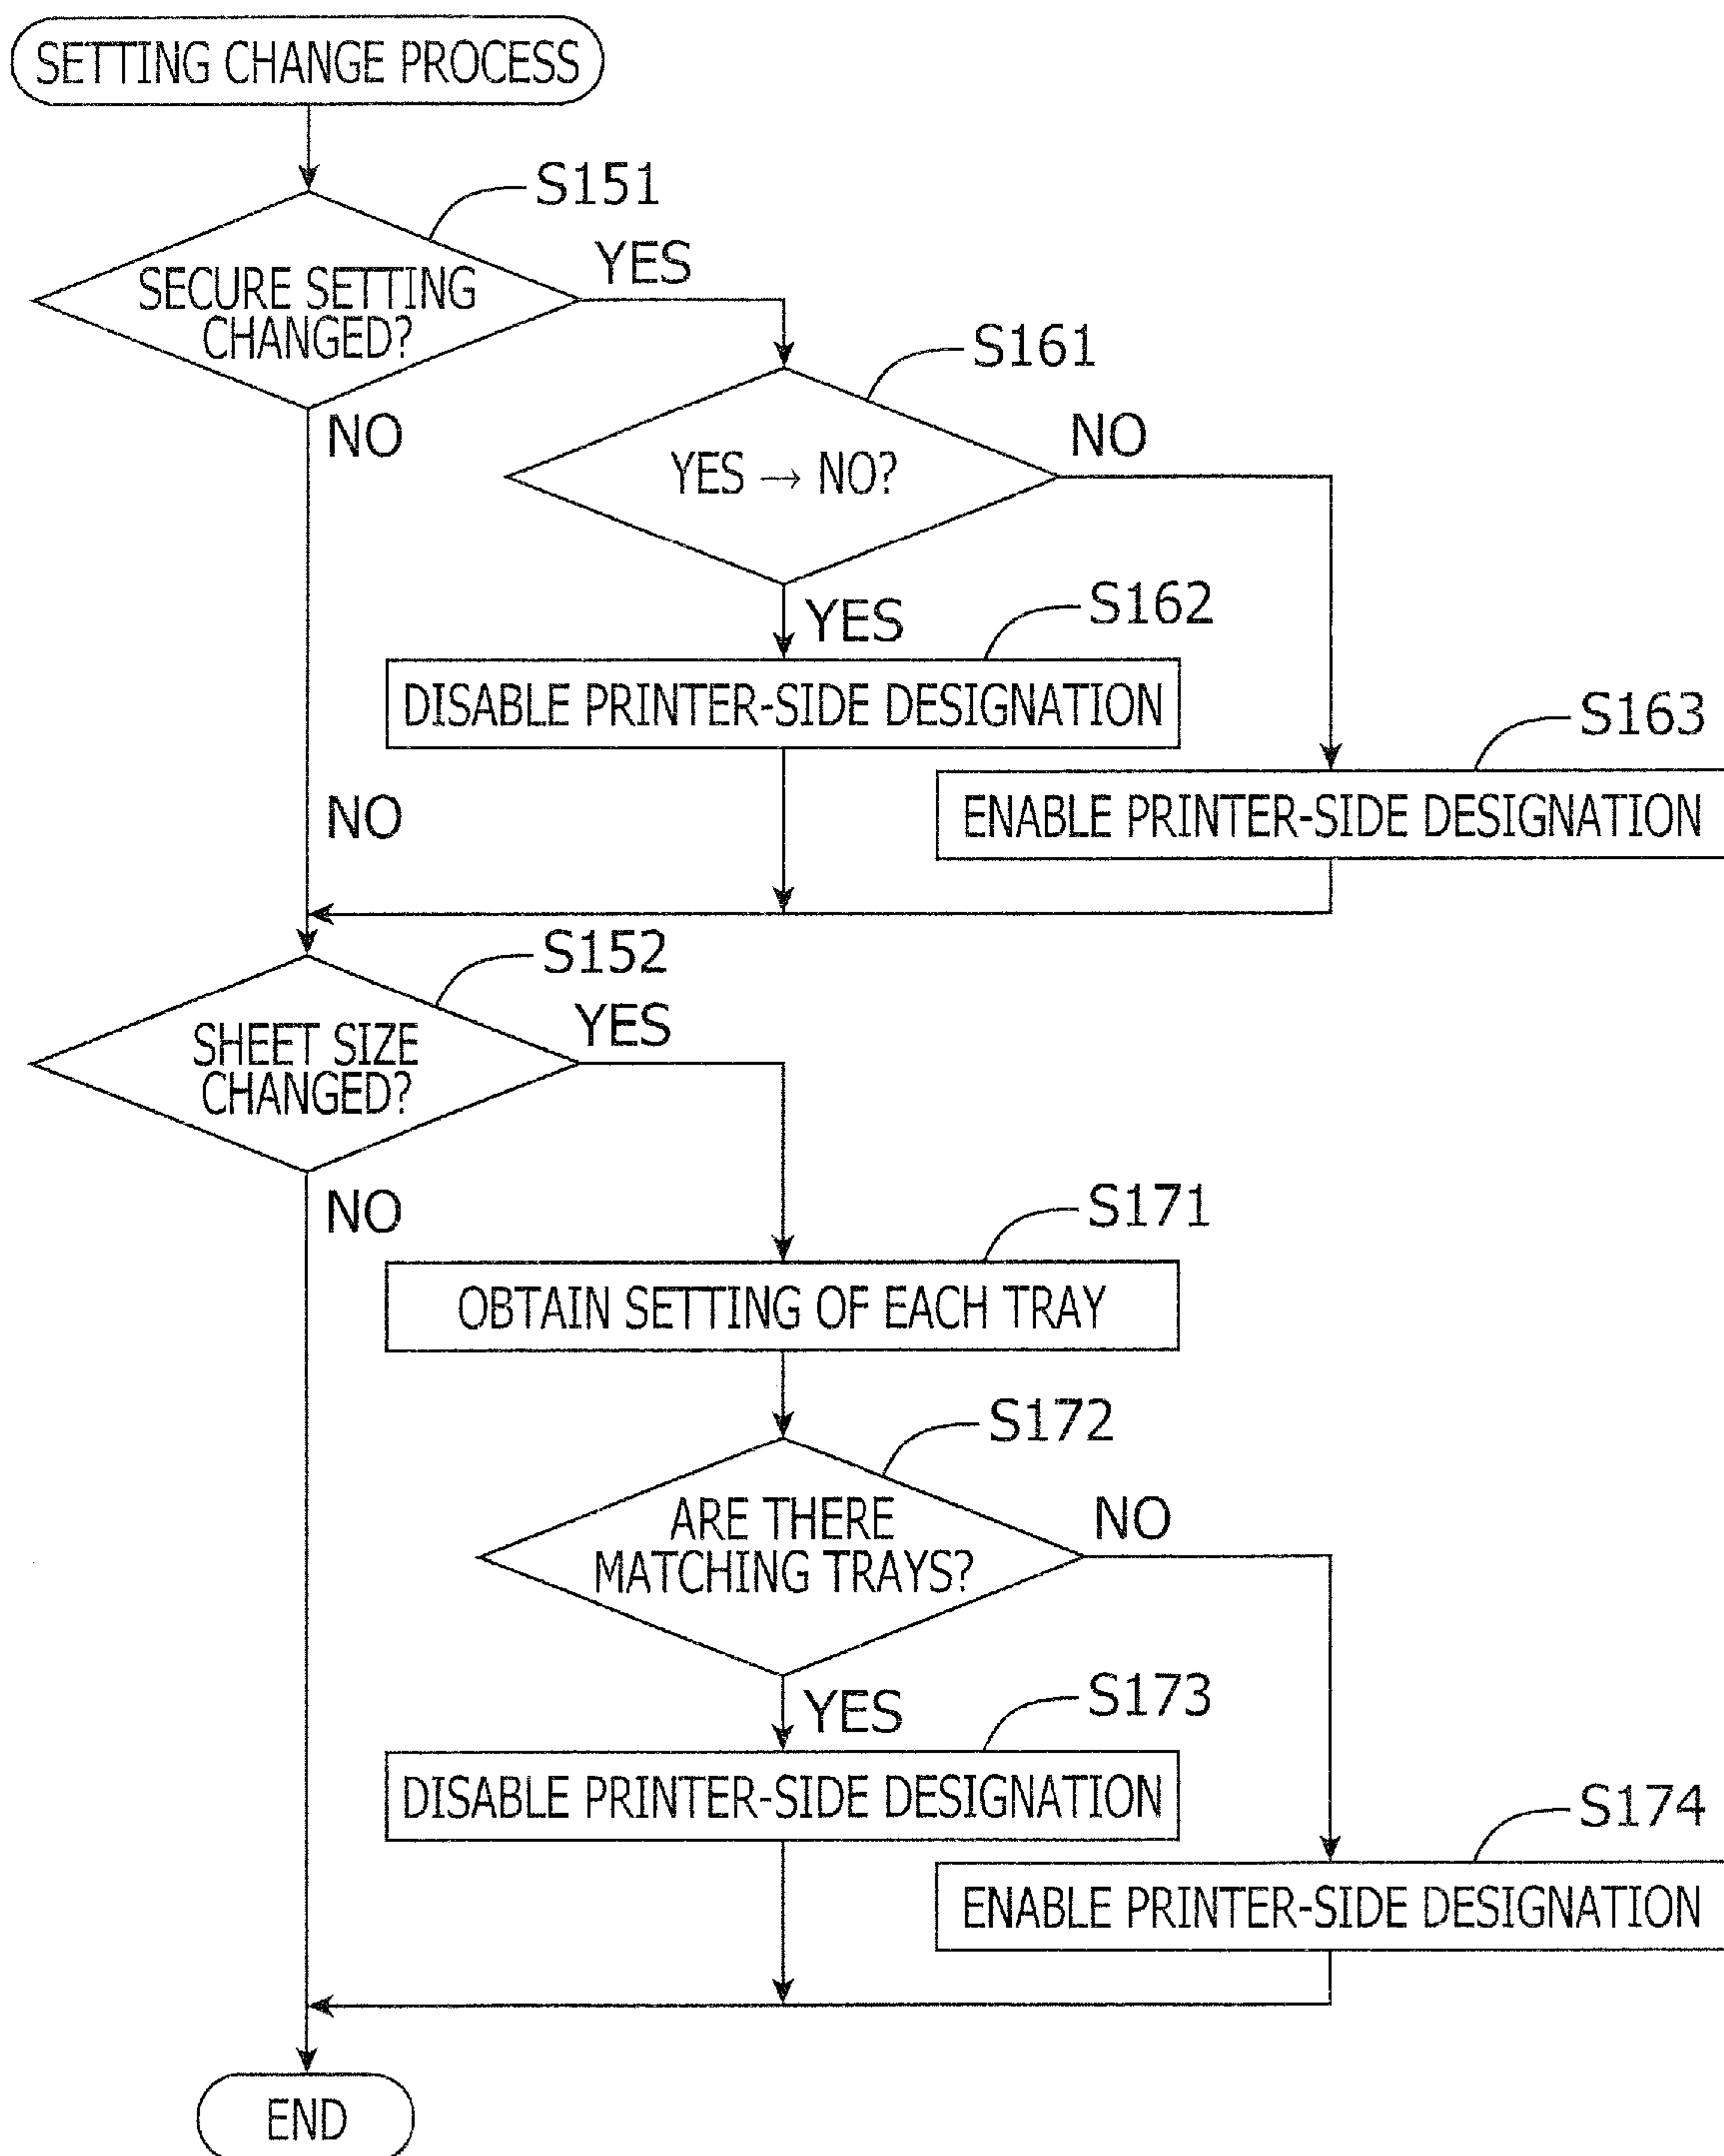 SETTING CHANGE PROCESS
S151
SECURE SETTING
CHANGED?
YES
NO
S161
YES → NO?
NO
YES
S162
DISABLE PRINTER-SIDE DESIGNATION
S163
ENABLE PRINTER-SIDE DESIGNATION
NO
S152
SHEET SIZE
CHANGED?
YES
NO
S171
OBTAIN SETTING OF EACH TRAY
S172
ARE THERE
MATCHING TRAYS?
NO
YES
S173
DISABLE PRINTER-SIDE DESIGNATION
S174
ENABLE PRINTER-SIDE DESIGNATION
END